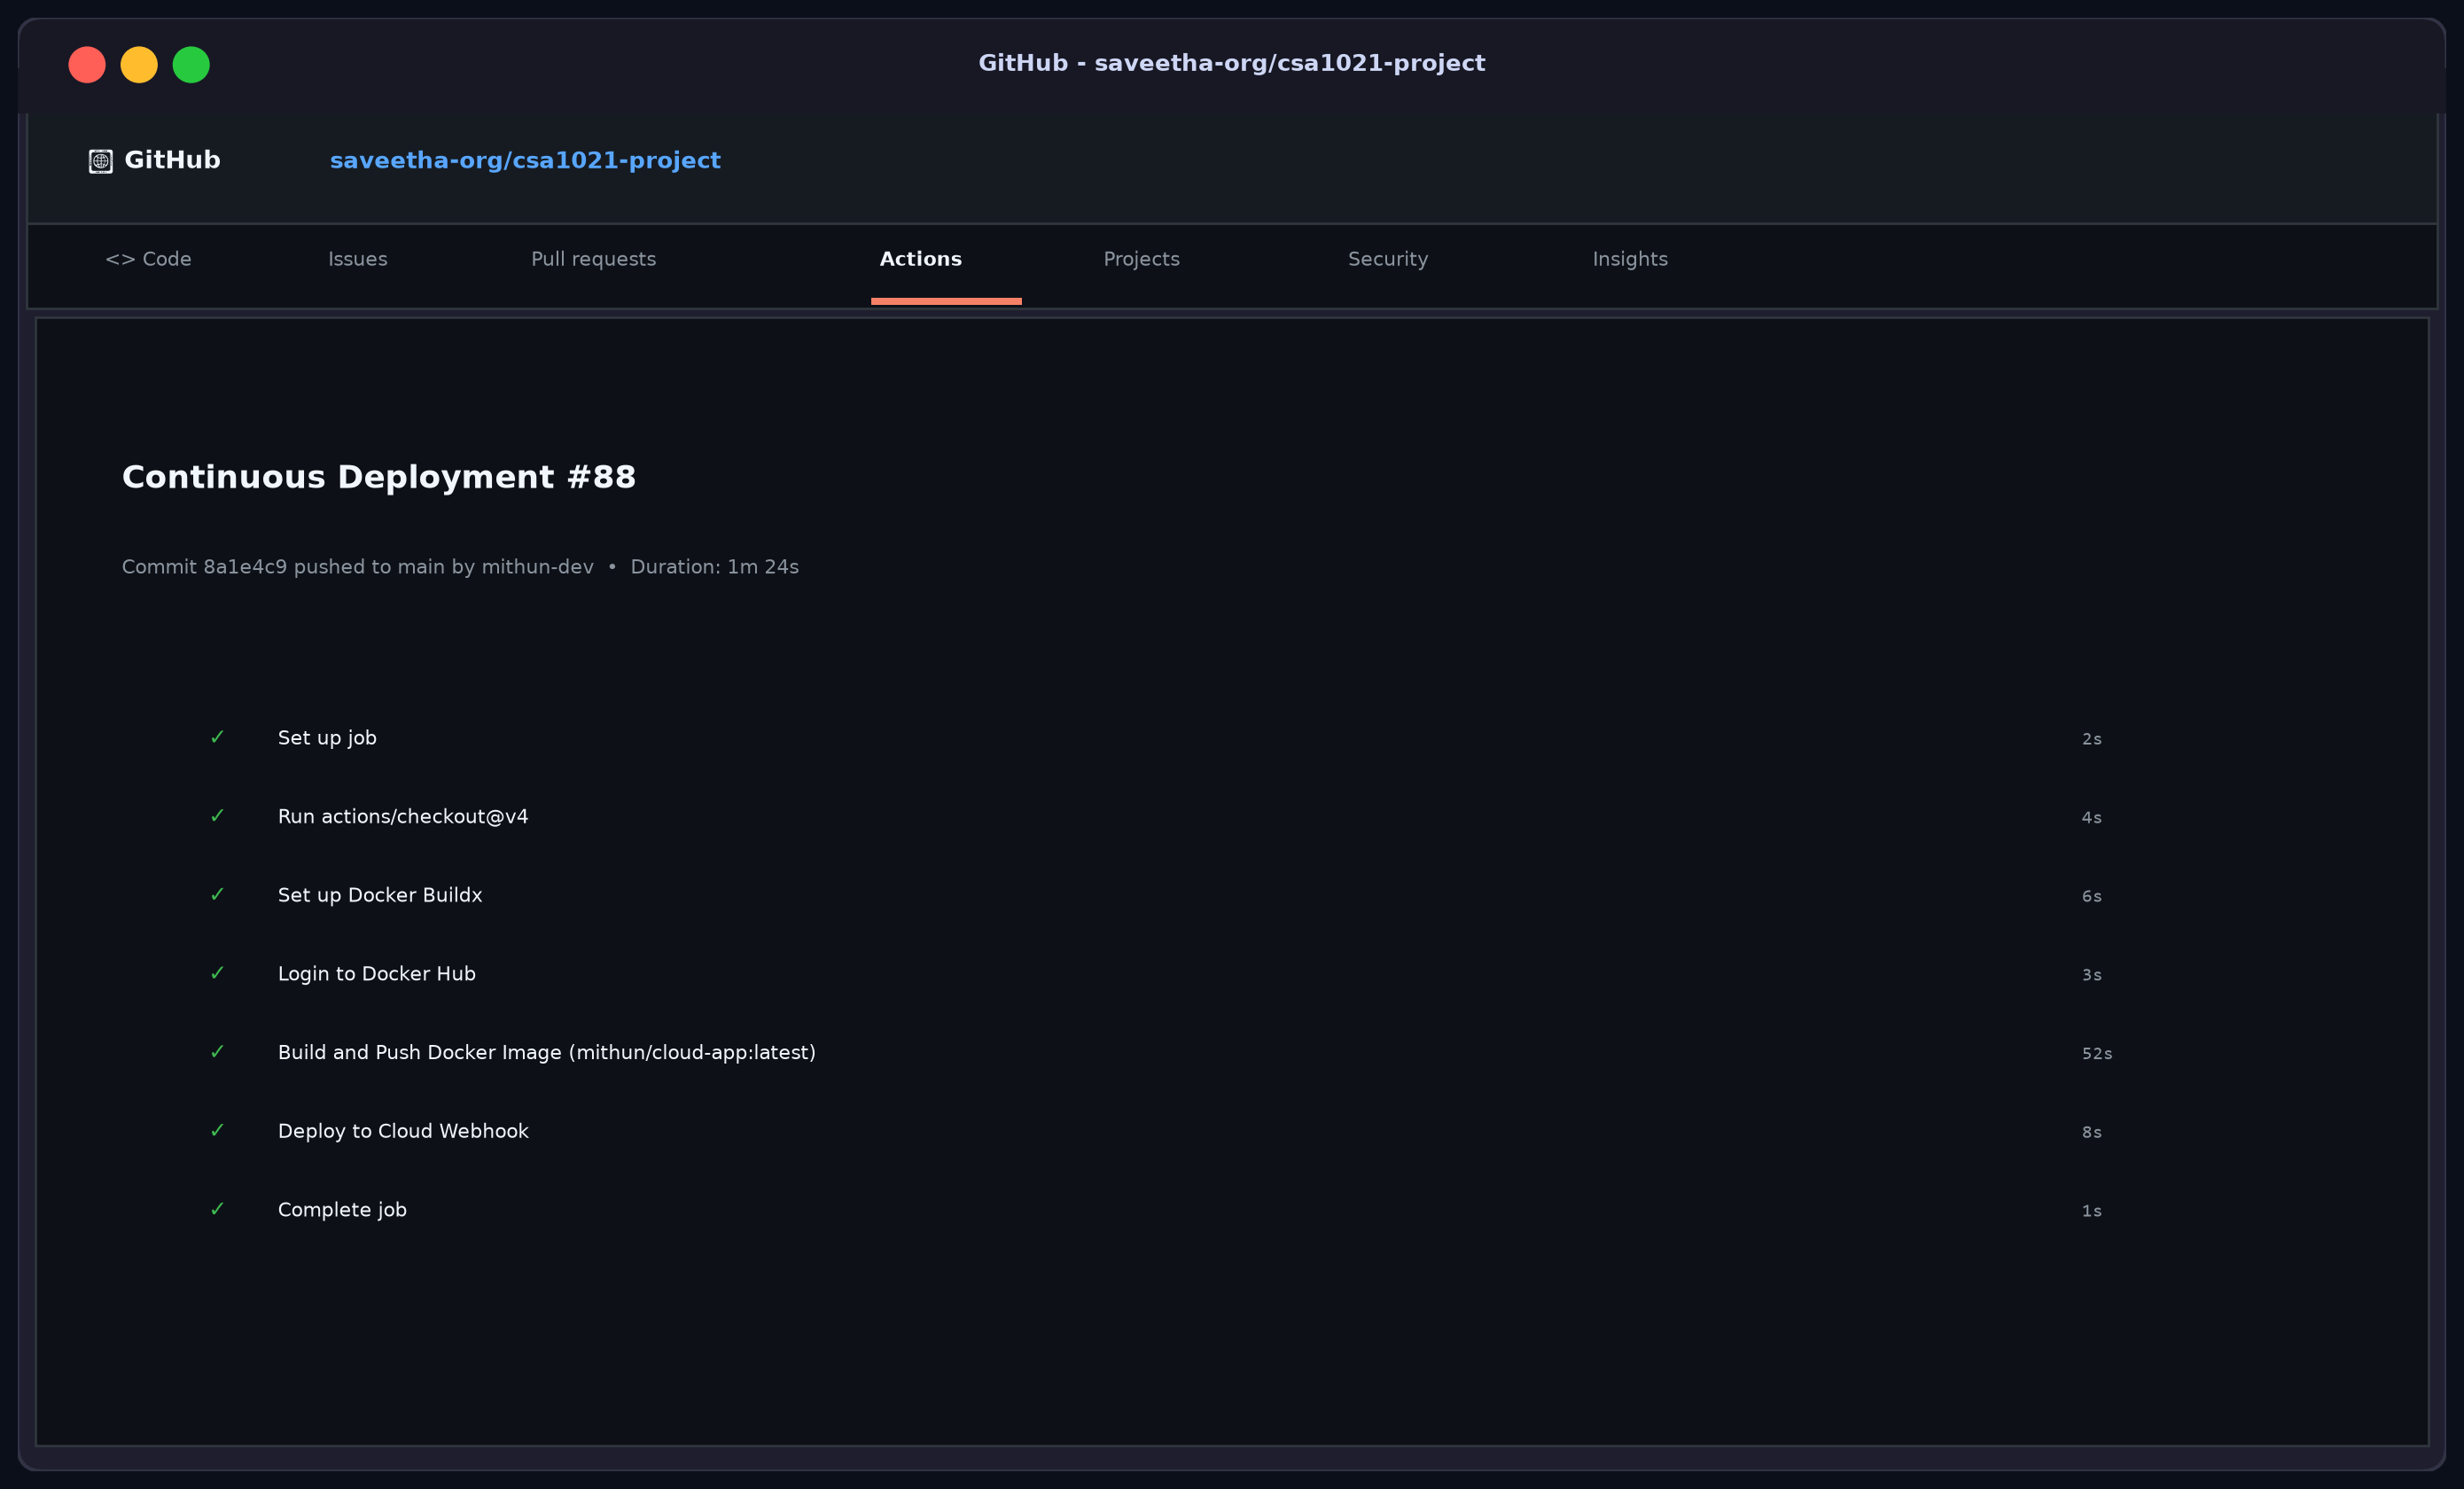 GitHub - saveetha-org/csa1021-project
GitHub saveetha-org/csa1021-project
<> Code Issues Pull requests Actions Projects Security Insights
Continuous Deployment #88
Commit 8a1e4c9 pushed to main by mithun-dev • Duration: 1m 24s
✓ Set up job 2s
✓ Run actions/checkout@v4 4s
✓ Set up Docker Buildx 6s
✓ Login to Docker Hub 3s
✓ Build and Push Docker Image (mithun/cloud-app:latest) 52s
✓ Deploy to Cloud Webhook 8s
✓ Complete job 1s